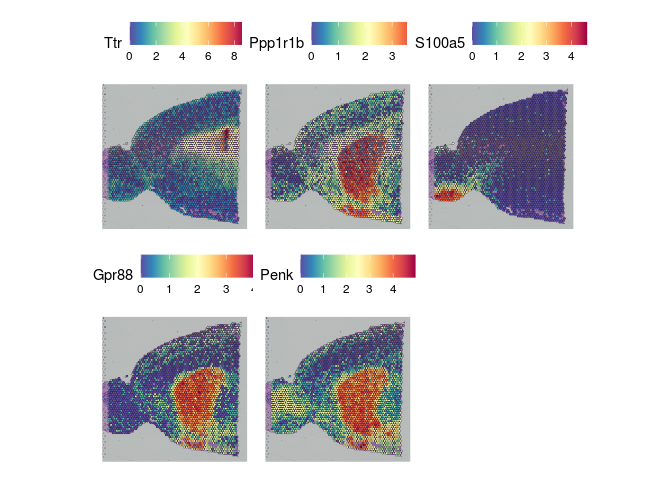 Ttr
0 2 4 6 8
Ppp1r1b
0 1 2 3
S100a5
0 1 2 3 4
Gpr88
0 1 2 3
Penk
0 1 2 3 4